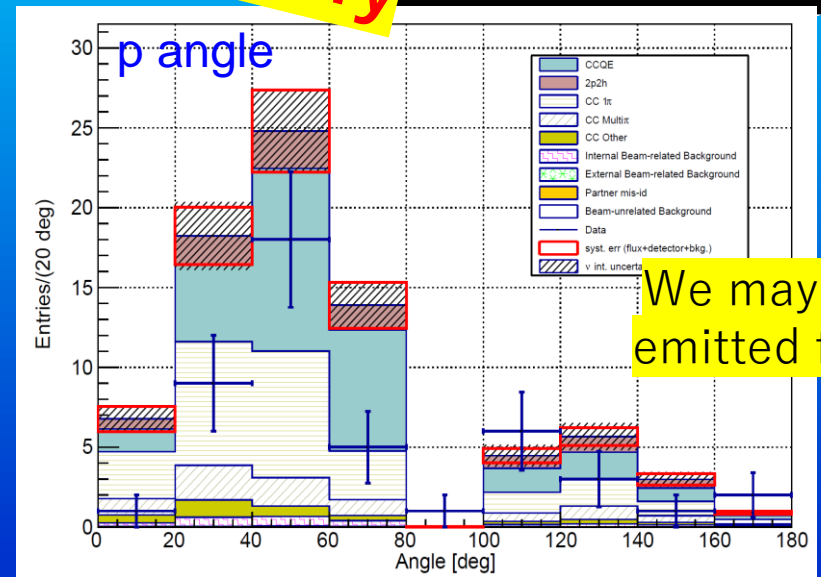 ry
p angle
30
25
20
15
10
5
0
Entries/(20 deg)
CCQE
2p2h
CC 1π
CC Multiπ
CC Other
Internal Beam-related Background
External Beam-related Background
Partner mis-id
Beam-unrelated Background
Data
syst. err (flux+detector+bkg.)
ν int. uncerta
We may
emitted f
0 20 40 60 80 100 120 140 160 180
Angle [deg]